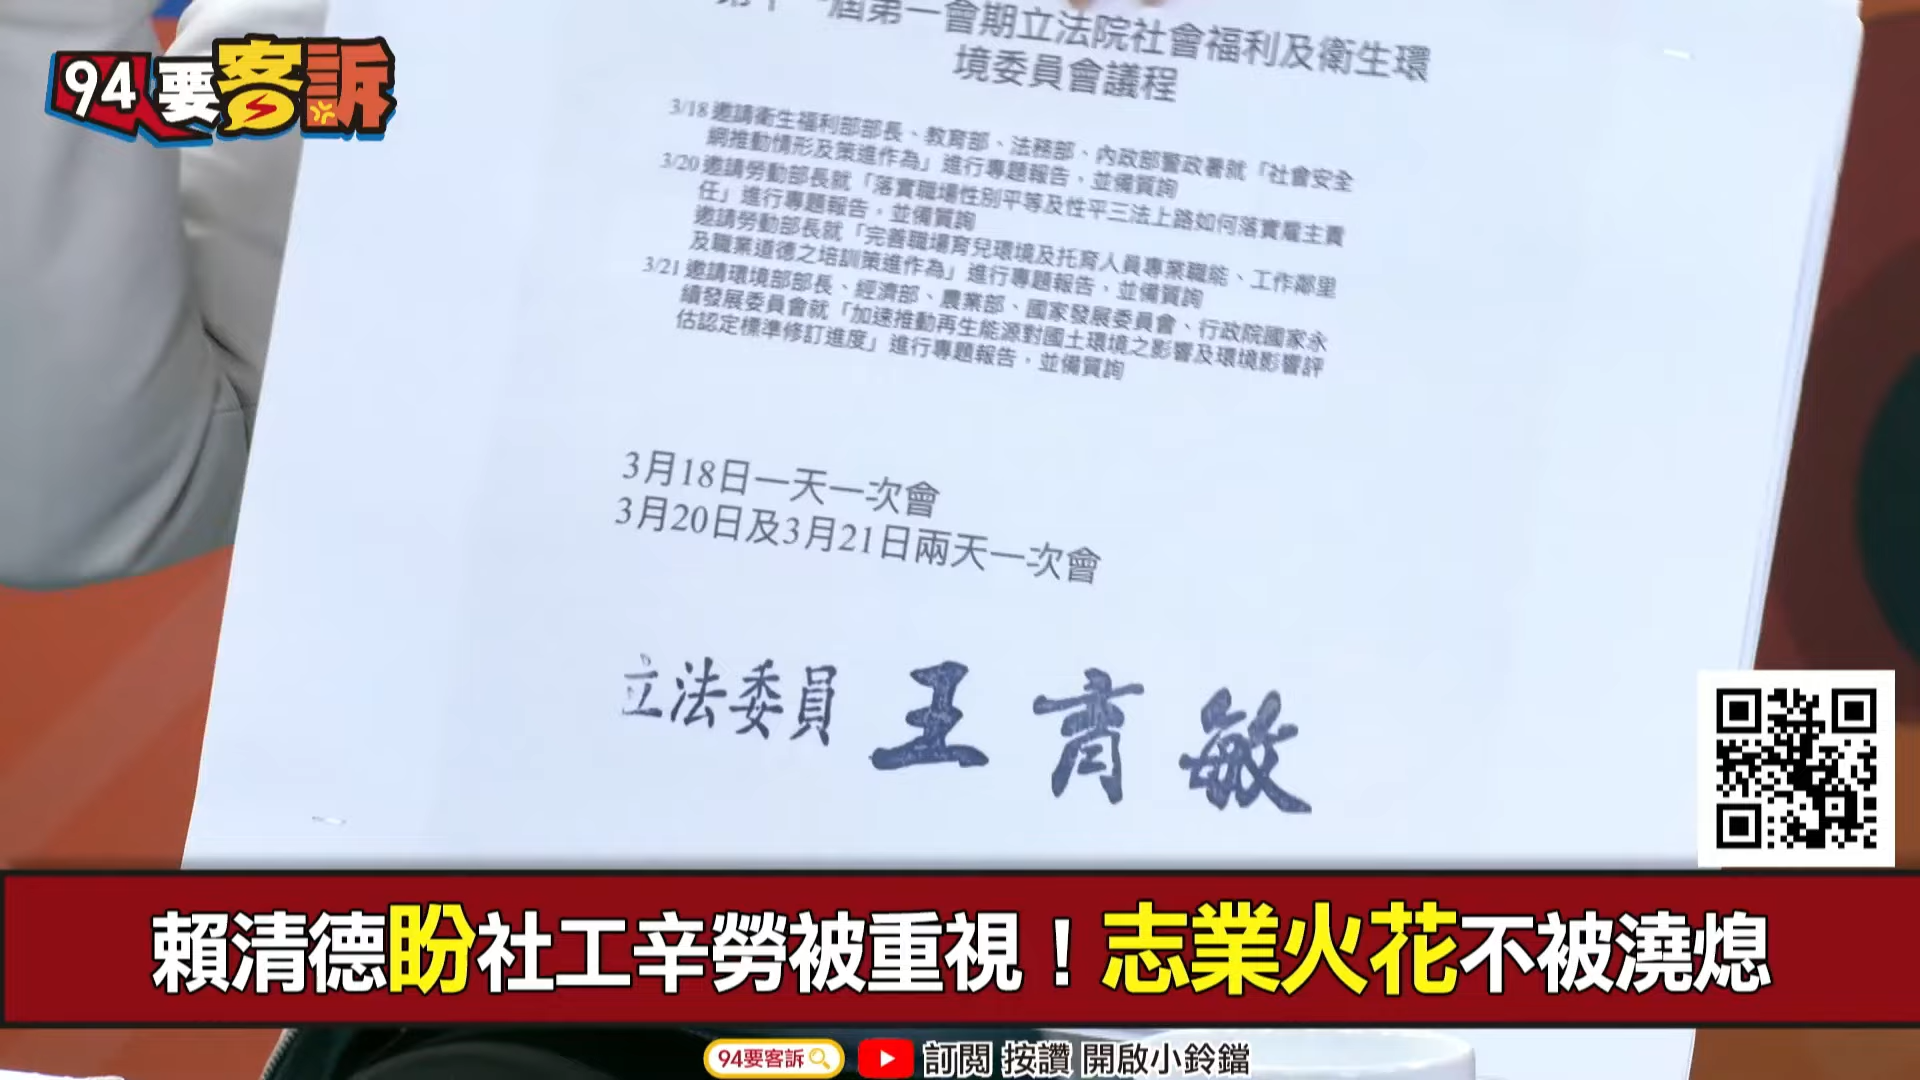 94要客訴
第十一屆第一會期立法院社會福利及衛生環
境委員會議程
3/18 邀請衛生福利部部長、教育部、法務部、內政部警政署就「社會安全
網推動情形及策進作為」進行專題報告，並備質詢
3/20 邀請勞動部長就「落實職場性別平等及性平三法上路如何落實雇主責
任」進行專題報告，並備質詢
邀請勞動部長就「完善職場育兒環境及托育人員專業職能、工作鄰里
及職業道德之培訓策進作為」進行專題報告，並備質詢
3/21 邀請環境部部長、經濟部、農業部、國家發展委員會、行政院國家永
續發展委員會就「加速推動再生能源對國土環境之影響及環境影響評
估認定標準修訂進度」進行專題報告，並備質詢
3月18日一天一次會
3月20日及3月21日兩天一次會
立法委員 王育敏
賴清德盼社工辛勞被重視！志業火花不被澆熄
94要客訴 訂閱 按讚 開啟小鈴鐺